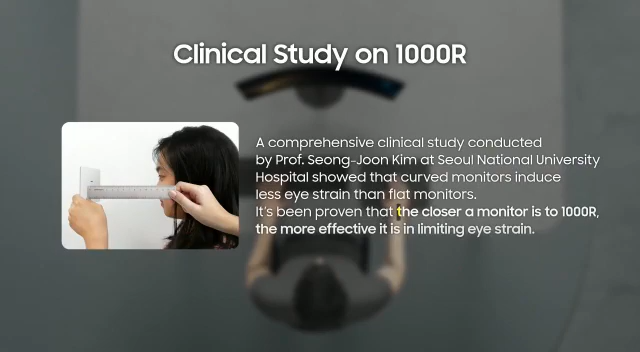 Clinical Study on 1000R
A comprehensive clinical study conducted
by Prof. Seong-Joon Kim at Seoul National University
Hospital showed that curved monitors induce
less eye strain than flat monitors.
It's been proven that the closer a monitor is to 1000R,
the more effective it is in limiting eye strain.